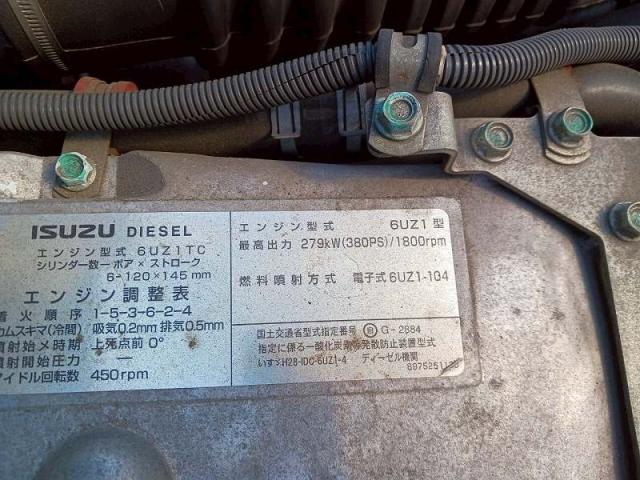 ISUZU DIESEL
エンジン型式 6UZ1TC
シリンダー数ーボア×ストローク
6-120×145mm
エンジン調整表
着火順序 1-5-3-6-2-4
カムスキマ(冷間) 吸気0.2mm 排気0.5mm
噴射始メ時期 上死点前0°
噴射開始圧力 ー
アイドル回転数 450rpm
エンジン型式 6UZ1型
最高出力 279kW(380PS)/1800rpm
燃料噴射方式 電子式6UZ1-104
国土交通省型式指定番号 G-2884
指定に係る一酸化炭素等発散防止装置型式
いすゞH28-IDC-6UZ1-4 ディーゼル機関